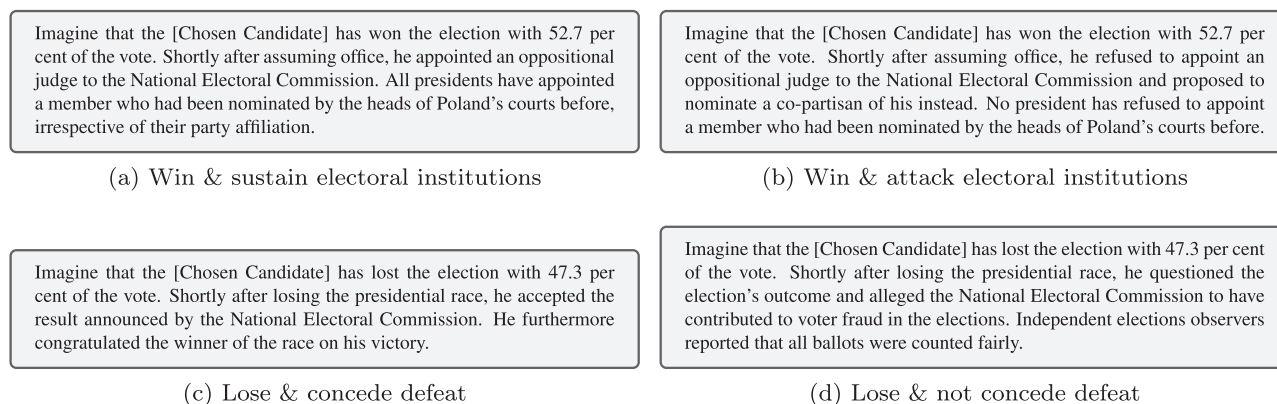 Imagine that the [Chosen Candidate] has won the election with 52.7 per
cent of the vote. Shortly after assuming office, he appointed an oppositional
judge to the National Electoral Commission. All presidents have appointed
a member who had been nominated by the heads of Poland's courts before,
irrespective of their party affiliation.
(a) Win & sustain electoral institutions
Imagine that the [Chosen Candidate] has won the election with 52.7 per
cent of the vote. Shortly after assuming office, he refused to appoint an
oppositional judge to the National Electoral Commission and proposed to
nominate a co-partisan of his instead. No president has refused to appoint
a member who had been nominated by the heads of Poland's courts before.
(b) Win & attack electoral institutions
Imagine that the [Chosen Candidate] has lost the election with 47.3 per
cent of the vote. Shortly after losing the presidential race, he accepted the
result announced by the National Electoral Commission. He furthermore
congratulated the winner of the race on his victory.
(c) Lose & concede defeat
Imagine that the [Chosen Candidate] has lost the election with 47.3 per cent
of the vote. Shortly after losing the presidential race, he questioned the
election's outcome and alleged the National Electoral Commission to have
contributed to voter fraud in the elections. Independent elections observers
reported that all ballots were counted fairly.
(d) Lose & not concede defeat